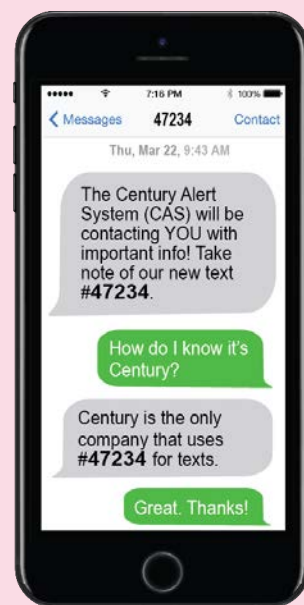 7:16 PM 100%
Messages 47234 Contact
Thu, Mar 22, 9:43 AM
The Century Alert
System (CAS) will be
contacting YOU with
important info! Take
note of our new text
#47234.
How do I know it's
Century?
Century is the only
company that uses
#47234 for texts.
Great. Thanks!